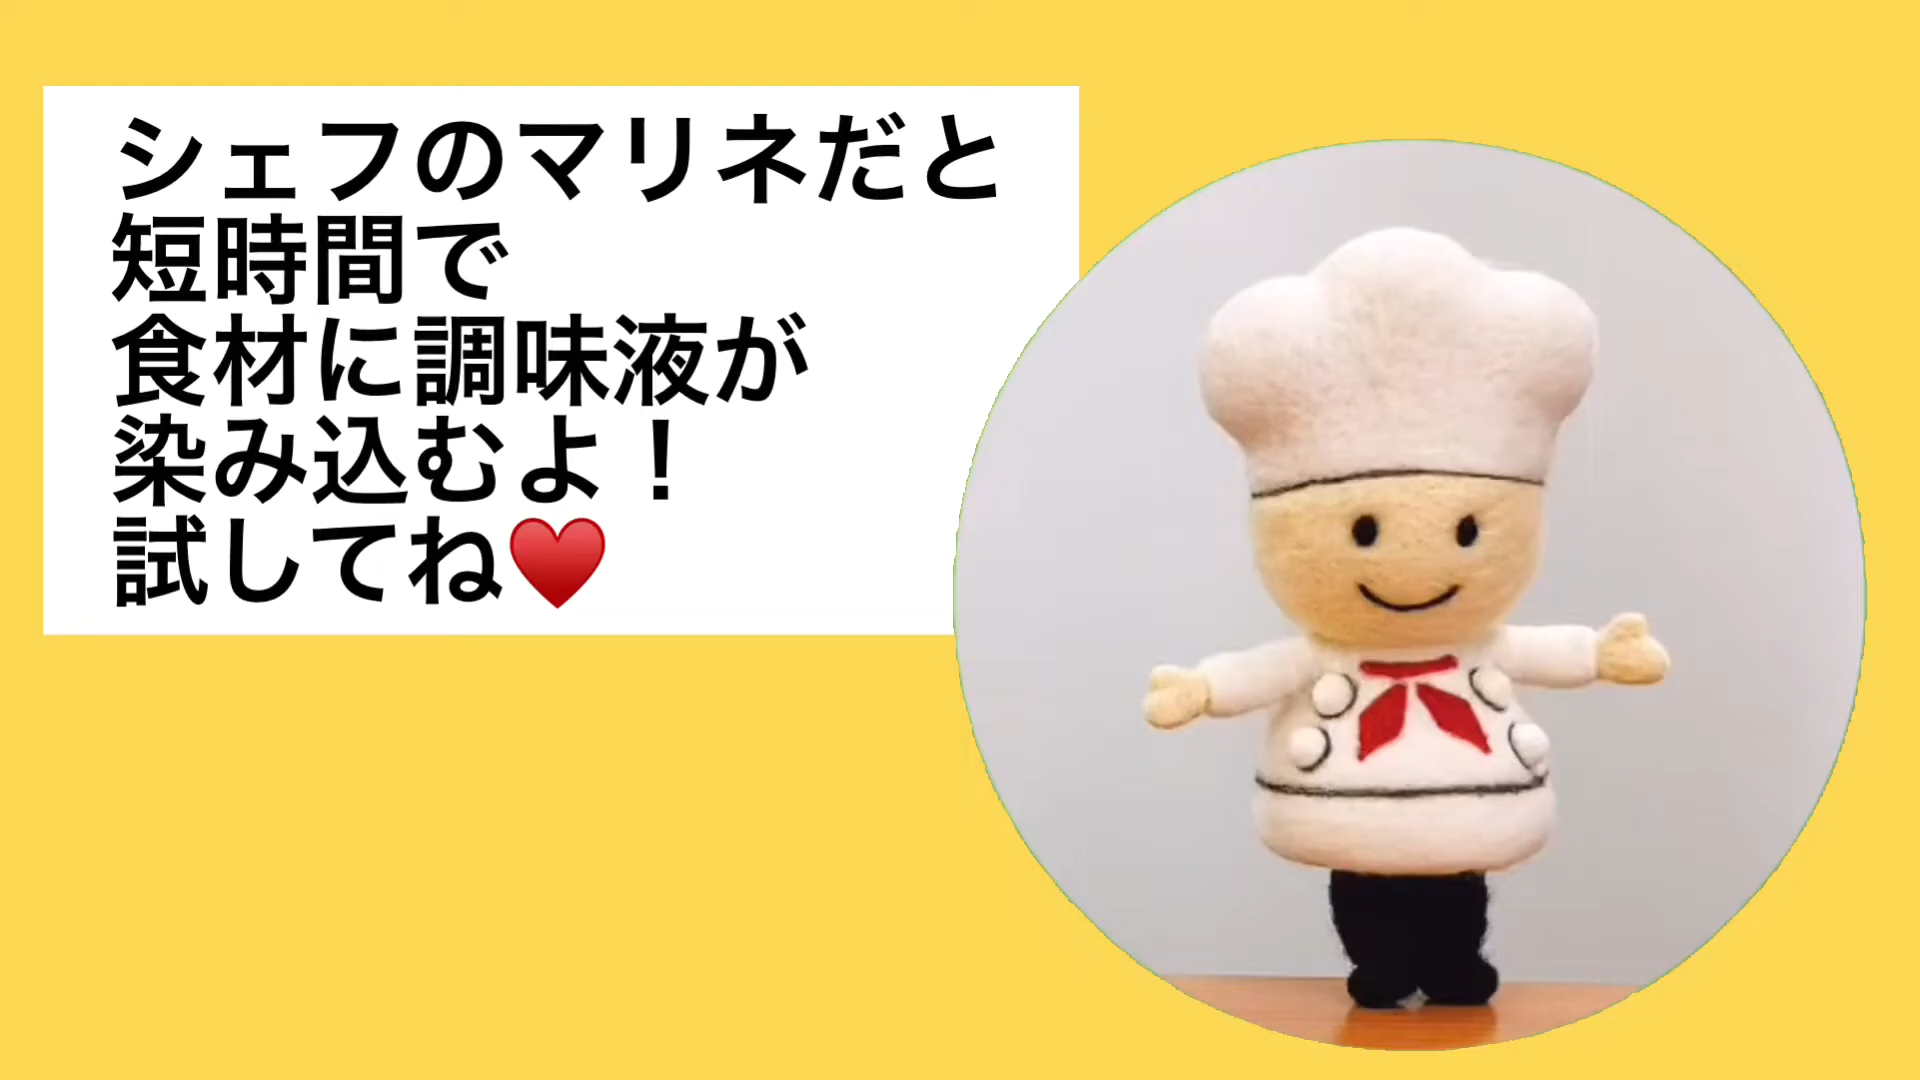 シェフのマリネだと
短時間で
食材に調味液が
染み込むよ！
試してね♥